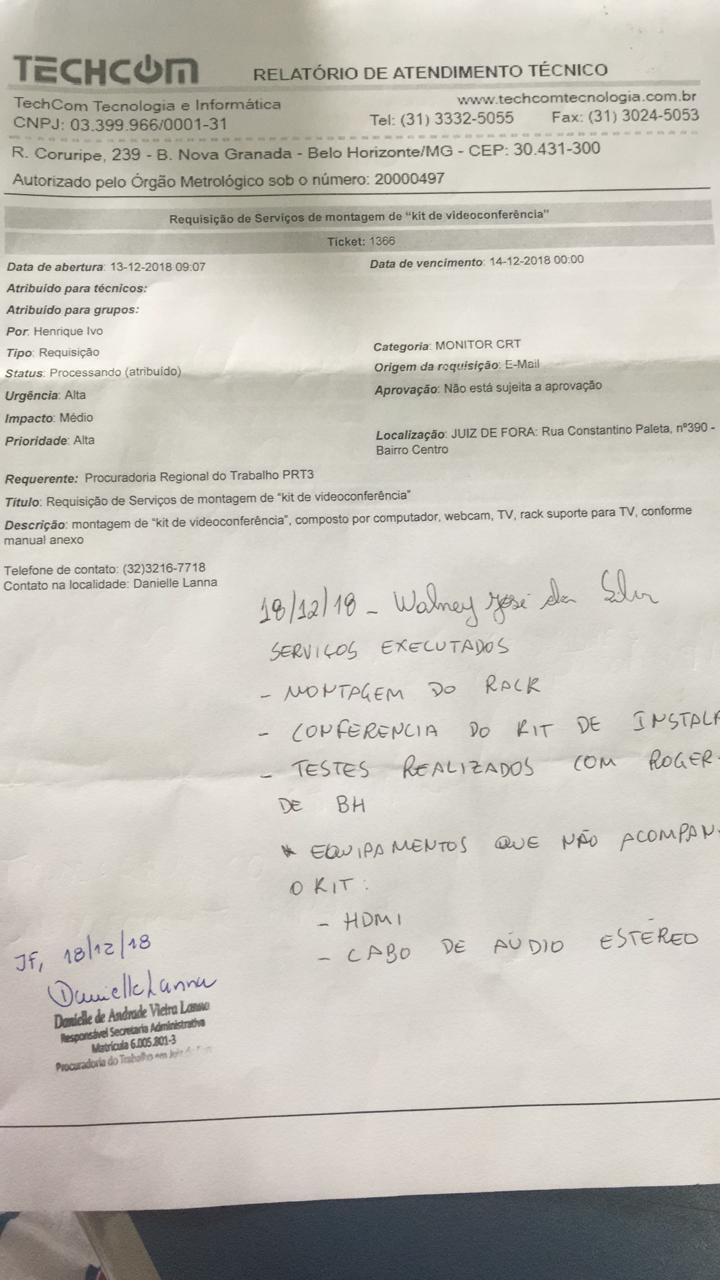 TECHCOM
RELATÓRIO DE ATENDIMENTO TÉCNICO
TechCom Tecnologia e Informática
www.techcomtecnologia.com.br
CNPJ: 03.399.966/0001-31
Tel: (31) 3332-5055 Fax: (31) 3024-5053
R. Coruripe, 239 - B. Nova Granada - Belo Horizonte/MG - CEP: 30.431-300
Autorizado pelo Órgão Metrológico sob o número: 20000497
Requisição de Serviços de montagem de "kit de videoconferência"
Ticket: 1366
Data de abertura: 13-12-2018 09:07
Data de vencimento: 14-12-2018 00:00
Atribuído para técnicos:
Atribuído para grupos:
Por: Henrique Ivo
Tipo: Requisição
Categoria: MONITOR CRT
Status: Processando (atribuído)
Origem da requisição: E-Mail
Urgência: Alta
Aprovação: Não está sujeita a aprovação
Impacto: Médio
Prioridade: Alta
Localização: JUIZ DE FORA: Rua Constantino Paleta, nº390 -
Bairro Centro
Requerente: Procuradoria Regional do Trabalho PRT3
Título: Requisição de Serviços de montagem de "kit de videoconferência"
Descrição: montagem de "kit de videoconferência", composto por computador, webcam, TV, rack suporte para TV, conforme
manual anexo
Telefone de contato: (32)3216-7718
Contato na localidade: Danielle Lanna
18/12/18 - Walney José da Silva
SERVIÇOS EXECUTADOS
- MONTAGEM DO RACK
- CONFERENCIA DO KIT DE INSTALA
- TESTES REALIZADOS COM ROGER
DE BH
* EQUIPAMENTOS QUE NÃO ACOMPAN
O KIT:
- HDMI
- CABO DE AÚDIO ESTÉREO
JF, 18/12/18
Danielle Lanna
Danielle de Andrade Vieira Lanna
Responsável Secretaria Administrativa
Matrícula 6.005.801-3
Procuradoria do Trabalho em Juiz de